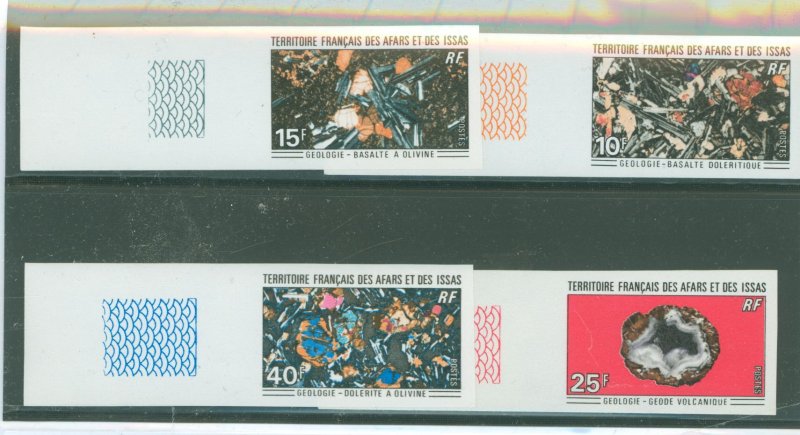 TERRITOIRE FRANÇAIS DES AFARS ET DES ISSAS
RF
15F
POSTES
GEOLOGIE - BASALTE A OLIVINE
TERRITOIRE FRANÇAIS DES AFARS ET DES ISSAS
RF
10F
POSTES
GEOLOGIE - BASALTE DOLERITIQUE
TERRITOIRE FRANÇAIS DES AFARS ET DES ISSAS
RF
40F
POSTES
GEOLOGIE - DOLERITE A OLIVINE
TERRITOIRE FRANÇAIS DES AFARS ET DES ISSAS
RF
25F
POSTES
GEOLOGIE - GEODE VOLCANIQUE